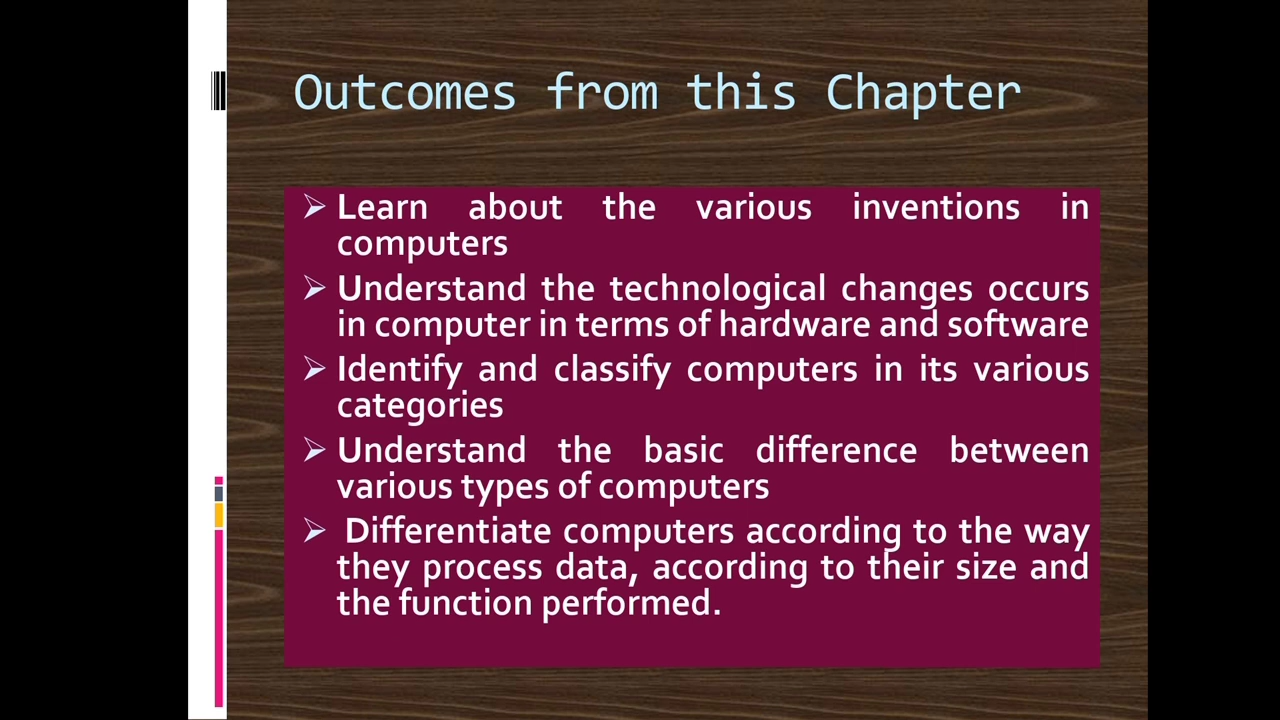 Outcomes from this Chapter
➢ Learn about the various inventions in
computers
➢ Understand the technological changes occurs
in computer in terms of hardware and software
➢ Identify and classify computers in its various
categories
➢ Understand the basic difference between
various types of computers
➢ Differentiate computers according to the way
they process data, according to their size and
the function performed.